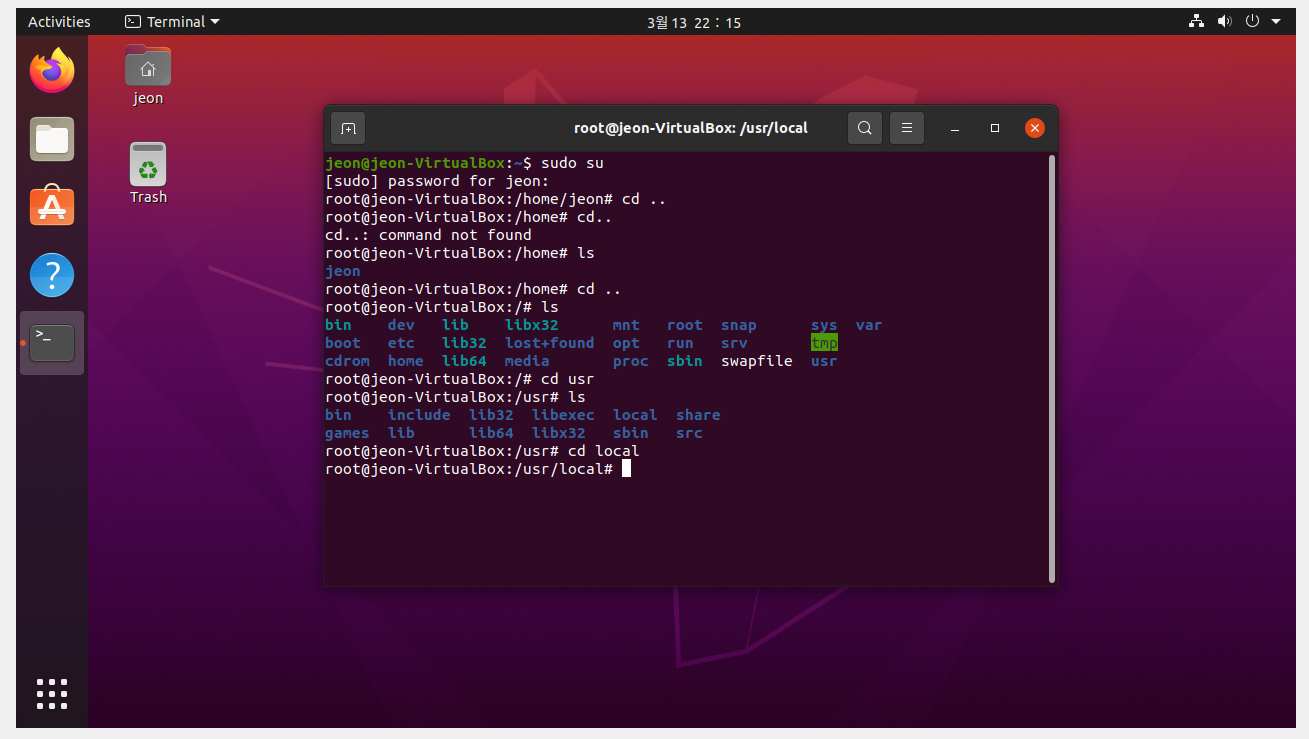 Activities
Terminal
3월 13 22 : 15
jeon
Trash
root@jeon-VirtualBox: /usr/local
jeon@jeon-VirtualBox:~$ sudo su
[sudo] password for jeon:
root@jeon-VirtualBox:/home/jeon# cd ..
root@jeon-VirtualBox:/home# cd..
cd..: command not found
root@jeon-VirtualBox:/home# ls
jeon
root@jeon-VirtualBox:/home# cd ..
root@jeon-VirtualBox:/# ls
bin    dev   lib    libx32      mnt   root  snap      sys  var
boot   etc   lib32  lost+found  opt   run   srv       tmp
cdrom  home  lib64  media       proc  sbin  swapfile  usr
root@jeon-VirtualBox:/# cd usr
root@jeon-VirtualBox:/usr# ls
bin    include  lib32  libexec  local  share
games  lib      lib64  libx32   sbin   src
root@jeon-VirtualBox:/usr# cd local
root@jeon-VirtualBox:/usr/local#